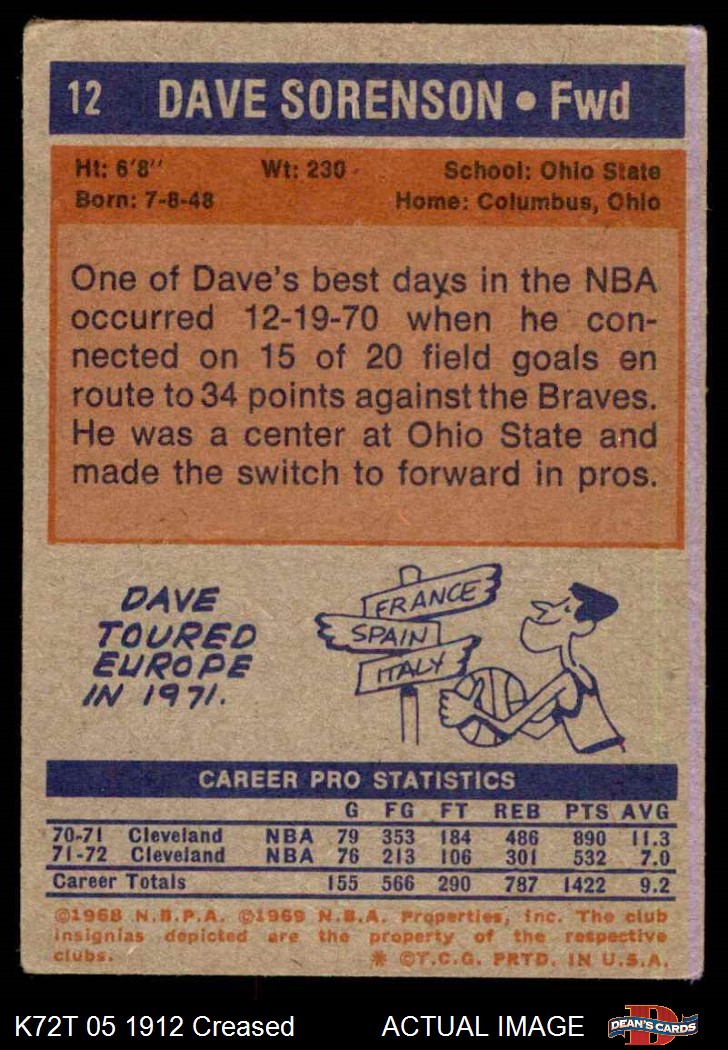 12 DAVE SORENSON • Fwd
Ht: 6'8" Wt: 230 School: Ohio State
Born: 7-8-48 Home: Columbus, Ohio
One of Dave's best days in the NBA
occurred 12-19-70 when he con-
nected on 15 of 20 field goals en
route to 34 points against the Braves.
He was a center at Ohio State and
made the switch to forward in pros.
DAVE
TOURED
EUROPE
IN 1971.
FRANCE
SPAIN
ITALY
CAREER PRO STATISTICS
G FG FT REB PTS AVG
70-71 Cleveland NBA 79 353 184 486 890 11.3
71-72 Cleveland NBA 76 213 106 301 532 7.0
Career Totals 155 566 290 787 1422 9.2
©1968 N.B.P.A. ©1969 N.B.A. Properties, Inc. The club
insignias depicted are the property of the respective
clubs. * ©T.C.G. PRTD. IN U.S.A.
K72T 05 1912 Creased ACTUAL IMAGE
D
DEAN'S CARDS